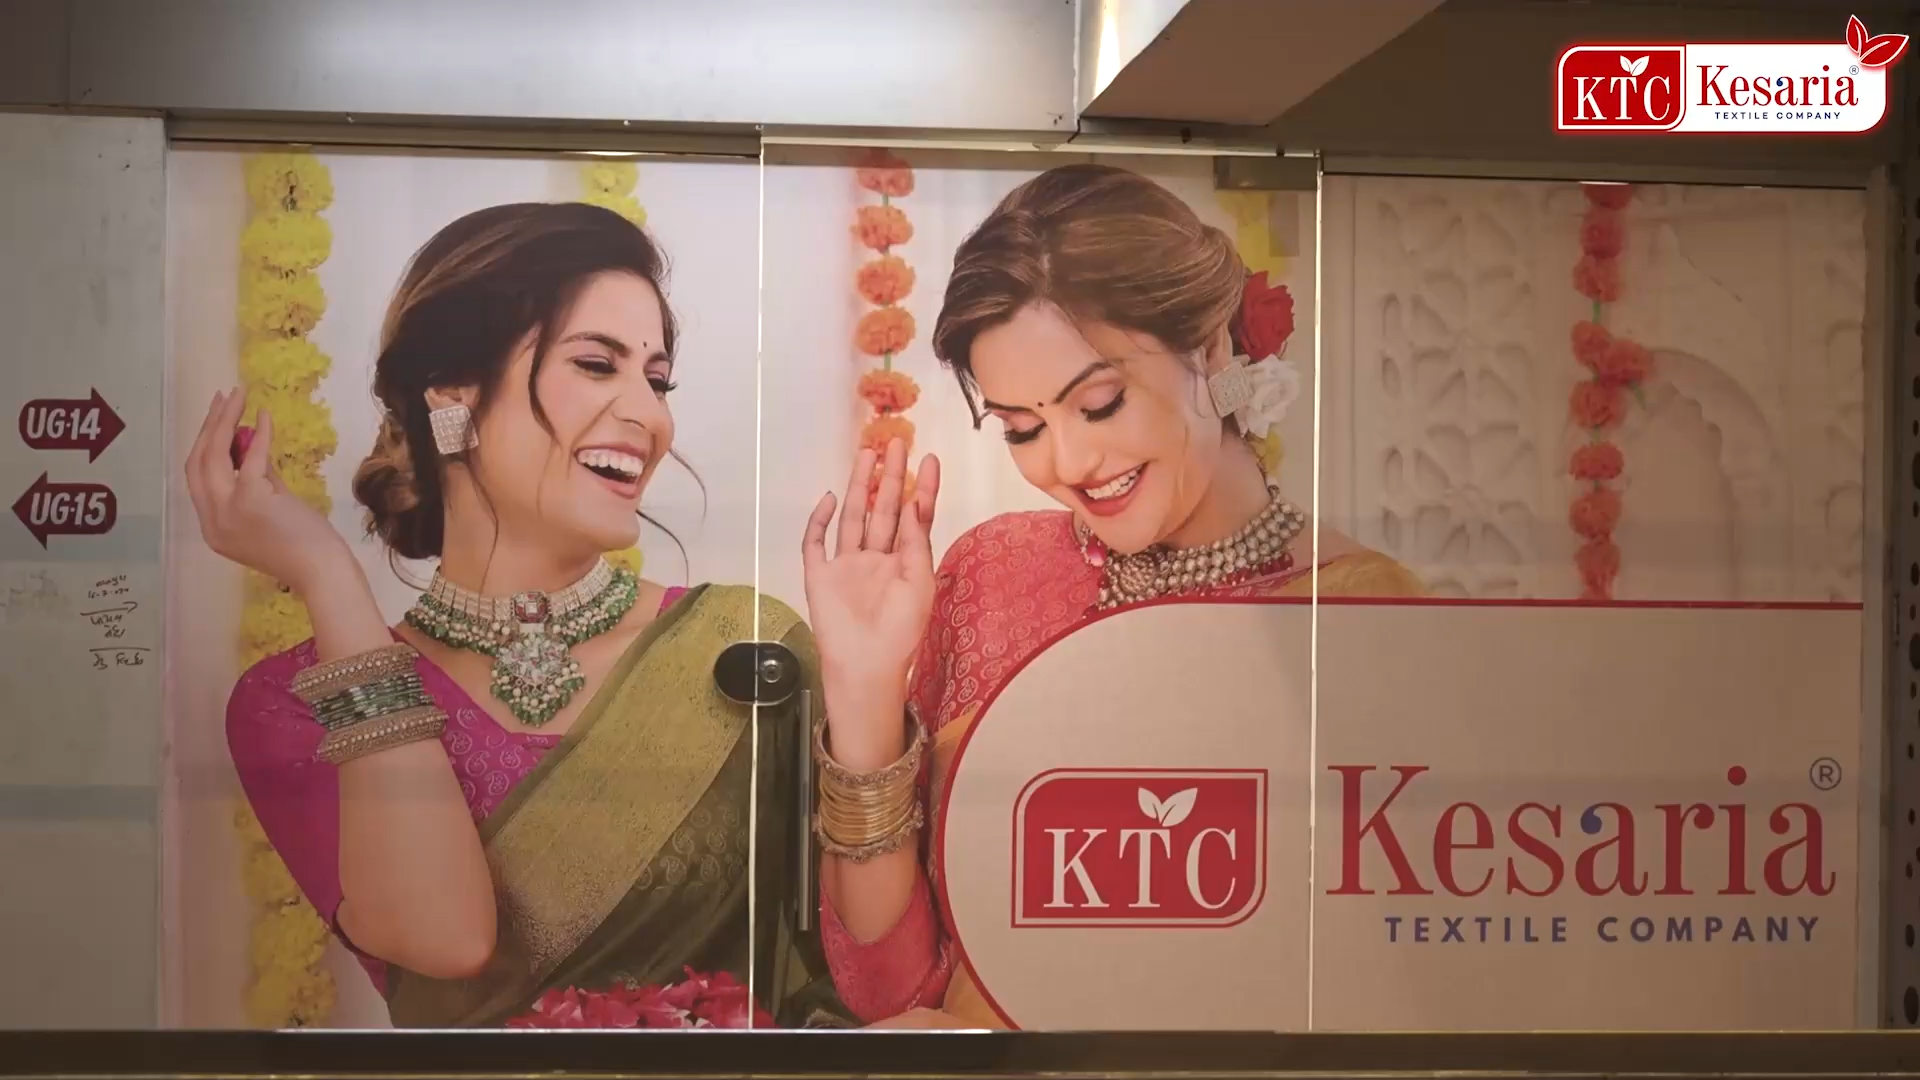 KTC Kesaria ®
TEXTILE COMPANY
UG-14
UG-15
KTC Kesaria ®
TEXTILE COMPANY